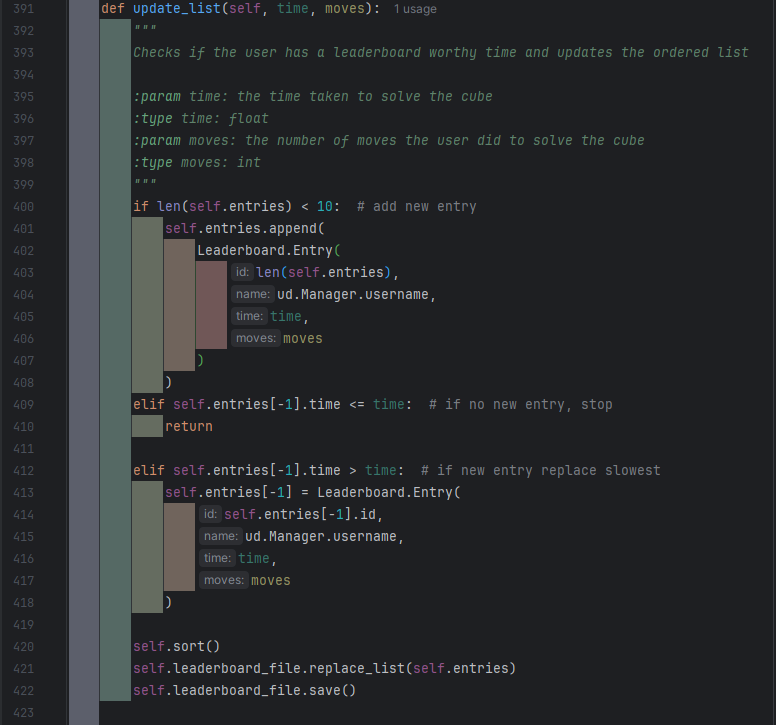 391 def update_list(self, time, moves): 1 usage
392 """
393 Checks if the user has a leaderboard worthy time and updates the ordered list
394
395 :param time: the time taken to solve the cube
396 :type time: float
397 :param moves: the number of moves the user did to solve the cube
398 :type moves: int
399 """
400 if len(self.entries) < 10:  # add new entry
401 self.entries.append(
402 Leaderboard.Entry(
403 id: len(self.entries),
404 name: ud.Manager.username,
405 time: time,
406 moves: moves
407 )
408 )
409 elif self.entries[-1].time <= time:  # if no new entry, stop
410 return
411
412 elif self.entries[-1].time > time:  # if new entry replace slowest
413 self.entries[-1] = Leaderboard.Entry(
414 id: self.entries[-1].id,
415 name: ud.Manager.username,
416 time: time,
417 moves: moves
418 )
419
420 self.sort()
421 self.leaderboard_file.replace_list(self.entries)
422 self.leaderboard_file.save()
423